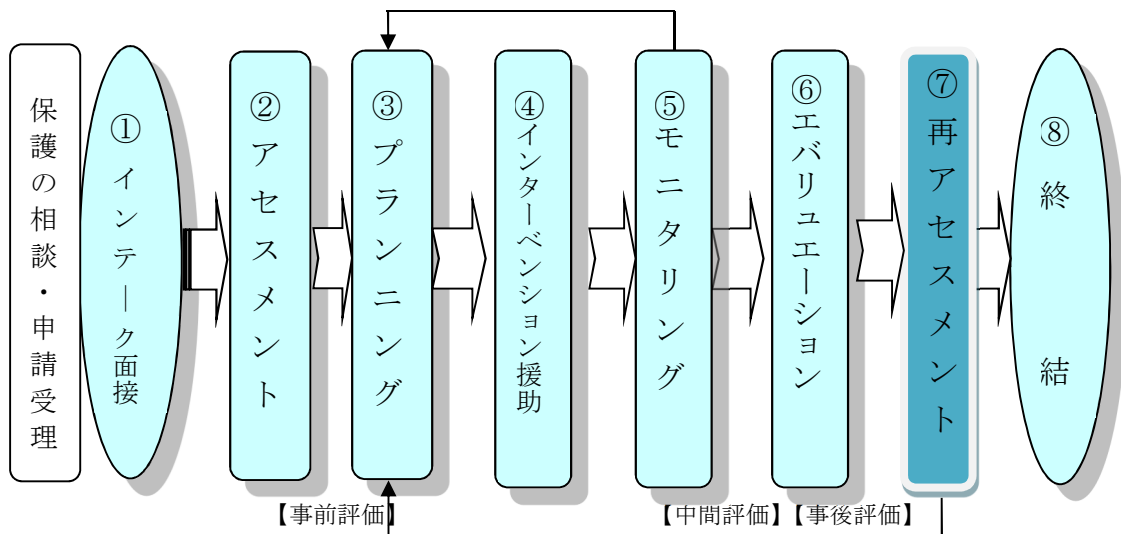 保護の相談・申請受理
①インテーク面接
②アセスメント
③プランニング
④インターベンション援助
⑤モニタリング
⑥エバリュエーション
⑦再アセスメント
⑧終結
【事前評価】
【中間評価】【事後評価】